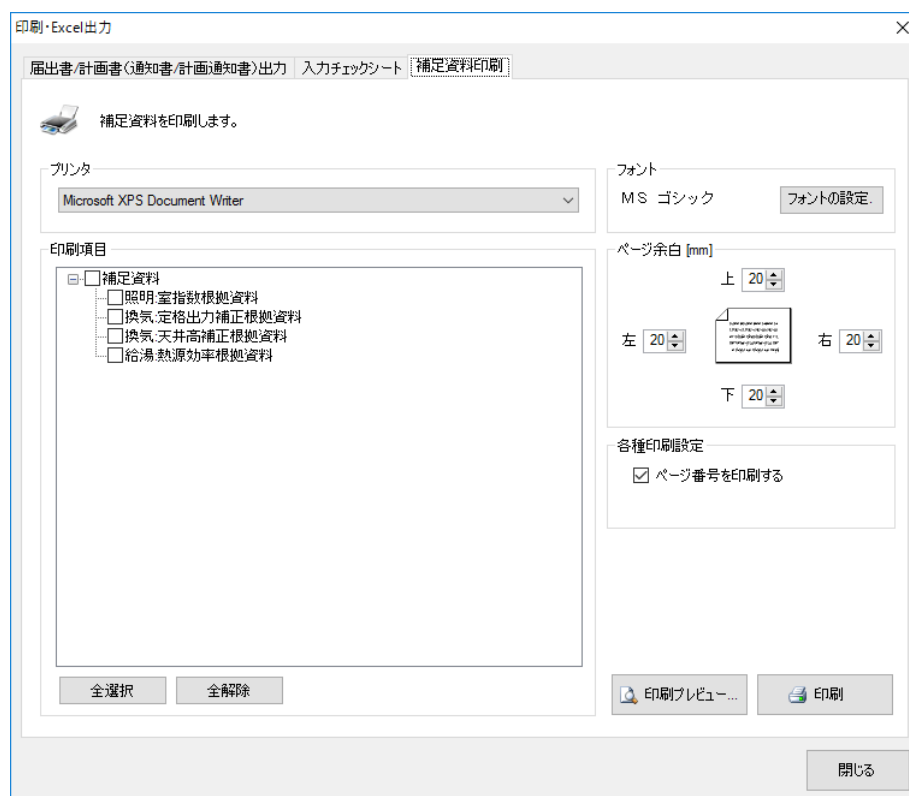 印刷・Excel出力
届出書/計画書(通知書/計画通知書)出力
入力チェックシート
補足資料印刷
補足資料を印刷します。
プリンタ
Microsoft XPS Document Writer
フォント
ＭＳ ゴシック
フォントの設定.
印刷項目
補足資料
照明:室指数根拠資料
換気:定格出力補正根拠資料
換気:天井高補正根拠資料
給湯:熱源効率根拠資料
ページ余白 [mm]
上 20
左 20
右 20
下 20
各種印刷設定
ページ番号を印刷する
全選択
全解除
印刷プレビュー...
印刷
閉じる